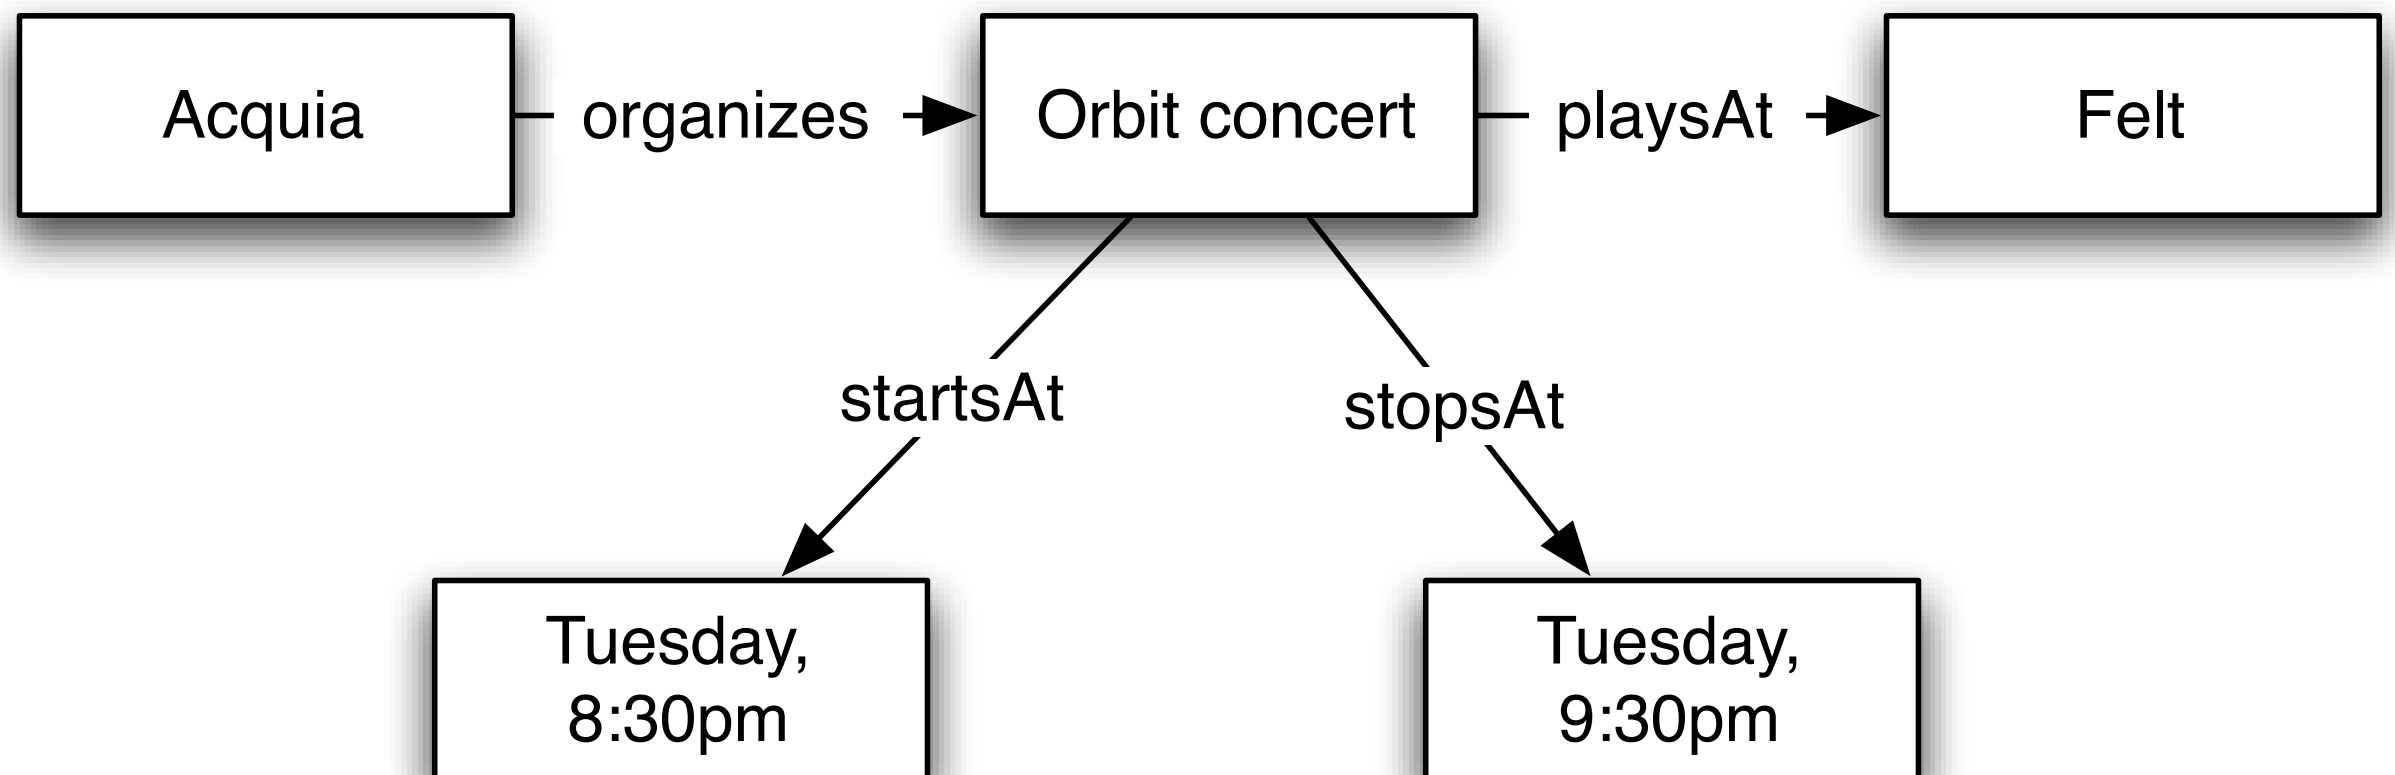 Acquia
organizes
Orbit concert
playsAt
Felt
startsAt
stopsAt
Tuesday,
8:30pm
Tuesday,
9:30pm